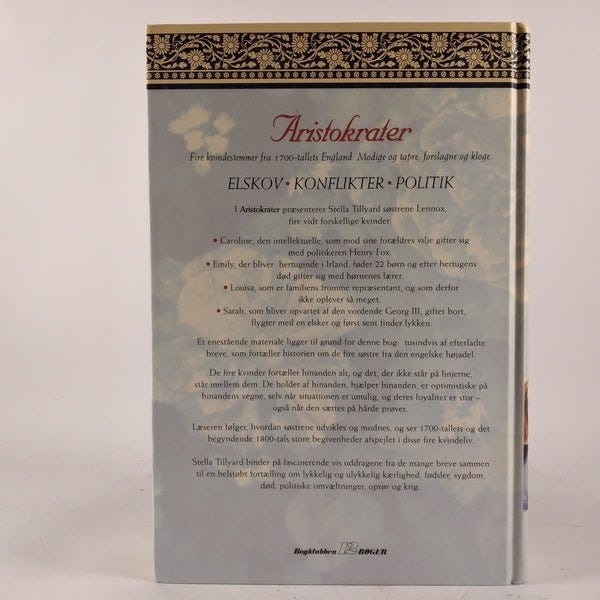 Aristokrater
Fire kvindestemmer fra 1700-tallets England Modige og tapre, forslagne og kloge.
ELSKOV • KONFLIKTER • POLITIK
I Aristokrater præsenterer Stella Tillyard søstrene Lennox,
fire vidt forskellige kvinder
• Caroline, den intellektuelle, som mod sine forældres vilje gifter sig
med politikeren Henry Fox.
• Emily, der bliver hertuginde i Irland, føder 22 børn og efter hertugens
død gifter sig med børnenes lærer.
• Louisa, som er familiens fromme repræsentant, og som derfor
ikke oplever så meget.
• Sarah, som bliver opvartet af den vordende Georg III, giftet bort,
flygter med en elsker og først sent finder lykken.
Et enestående materiale ligger til grund for denne bog tusindvis af efterladte
breve, som fortæller historien om de fire søstre fra den engelske højadel.
De fire kvinder fortæller hinanden alt, og det, der ikke står på linjerne,
står imellem dem. De holder af hinanden, hjælper hinanden, er optimistiske på
hinandens vegne, selv når situationen er umulig, og deres loyalitet er stor –
også når den sættes på hårde prøver.
Læseren følger, hvordan søstrene udvikles og modnes, og ser 1700-tallets og det
begyndende 1800-tals store begivenheder afspejlet i disse fire kvindeliv.
Stella Tillyard binder på fascinerende vis uddragene fra de mange breve sammen
til en helstøbt fortælling om lykkelig og ulykkelig kærlighed, fødsler, sygdom,
død, politiske omvæltninger, oprør og krig.
Bogklubben 12 BØGER